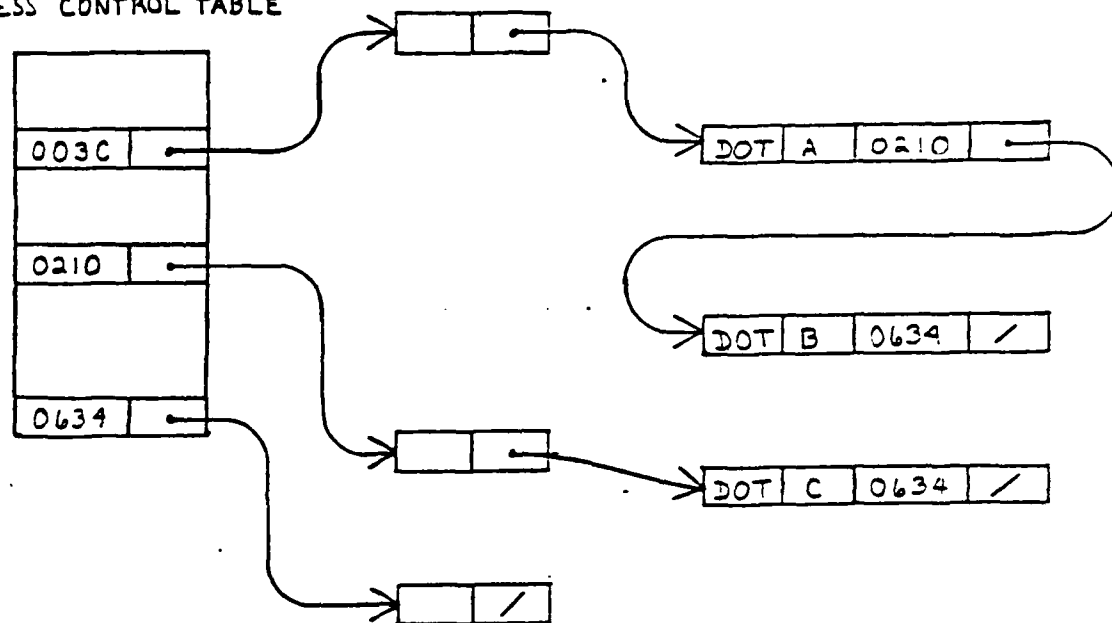 ESS CONTROL TABLE
003C
DOT A 0210
0210
DOT B 0634 /
0634
DOT C 0634 /
/